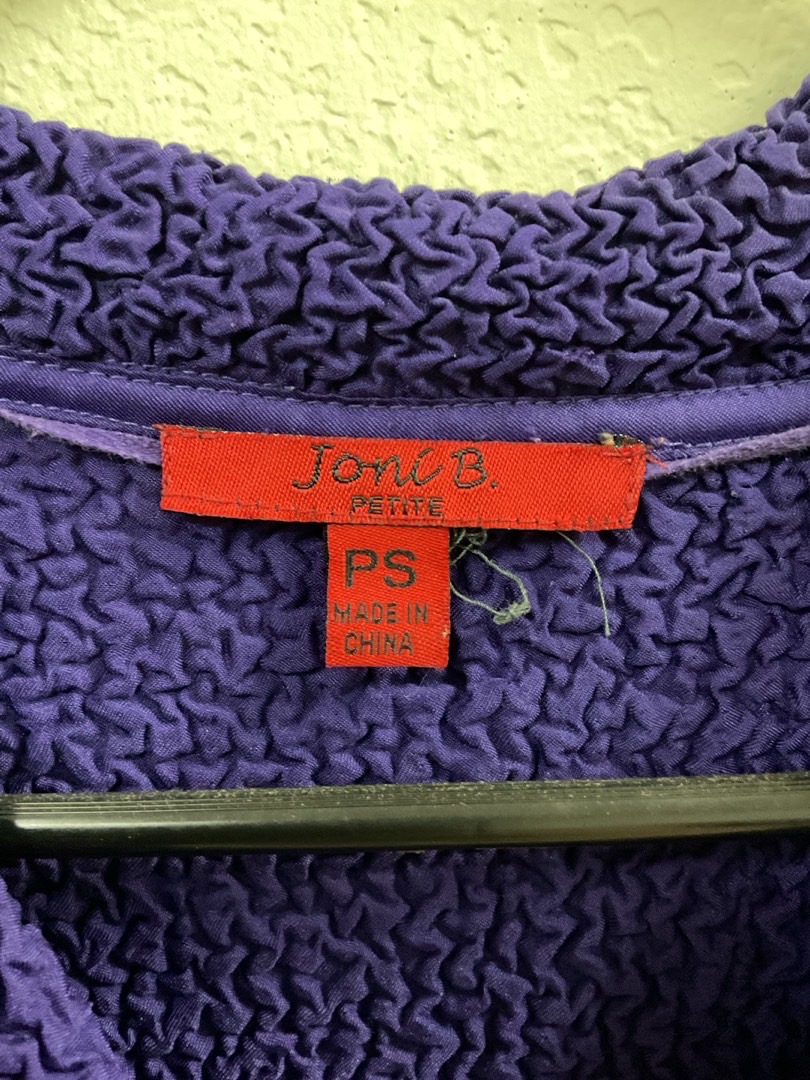 Joni B.
PETITE
PS
MADE IN
CHINA